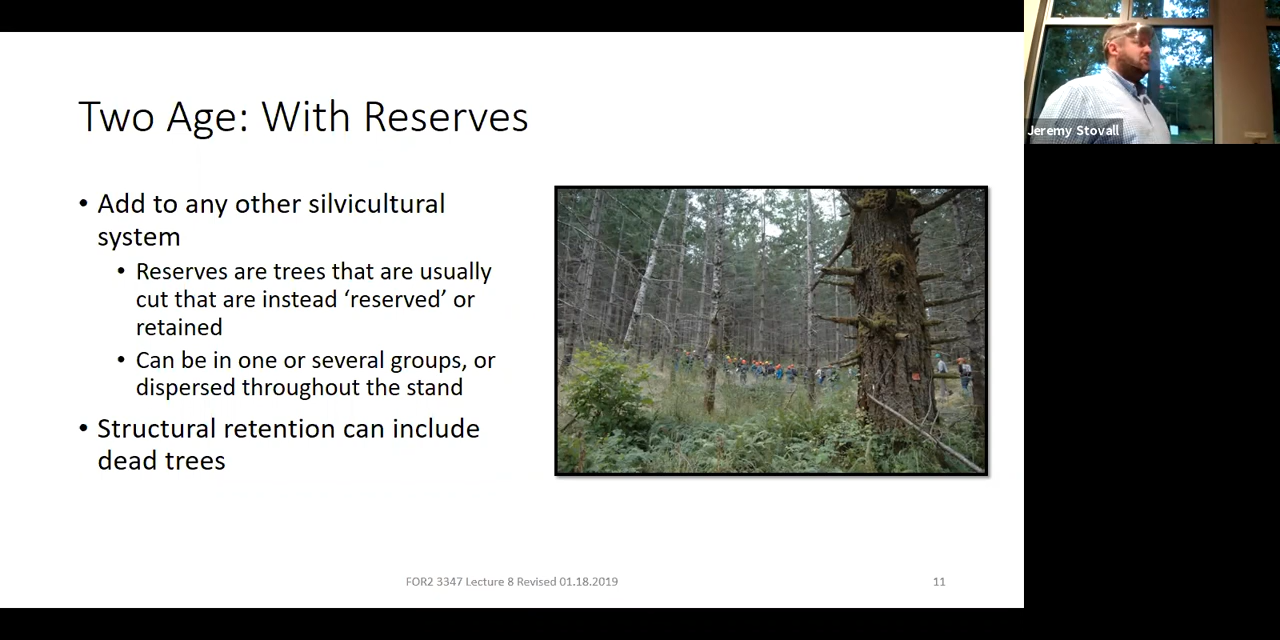 Two Age: With Reserves
• Add to any other silvicultural
system
• Reserves are trees that are usually
cut that are instead ‘reserved’ or
retained
• Can be in one or several groups, or
dispersed throughout the stand
• Structural retention can include
dead trees
FOR2 3347 Lecture 8 Revised 01.18.2019
11
Jeremy Stovall